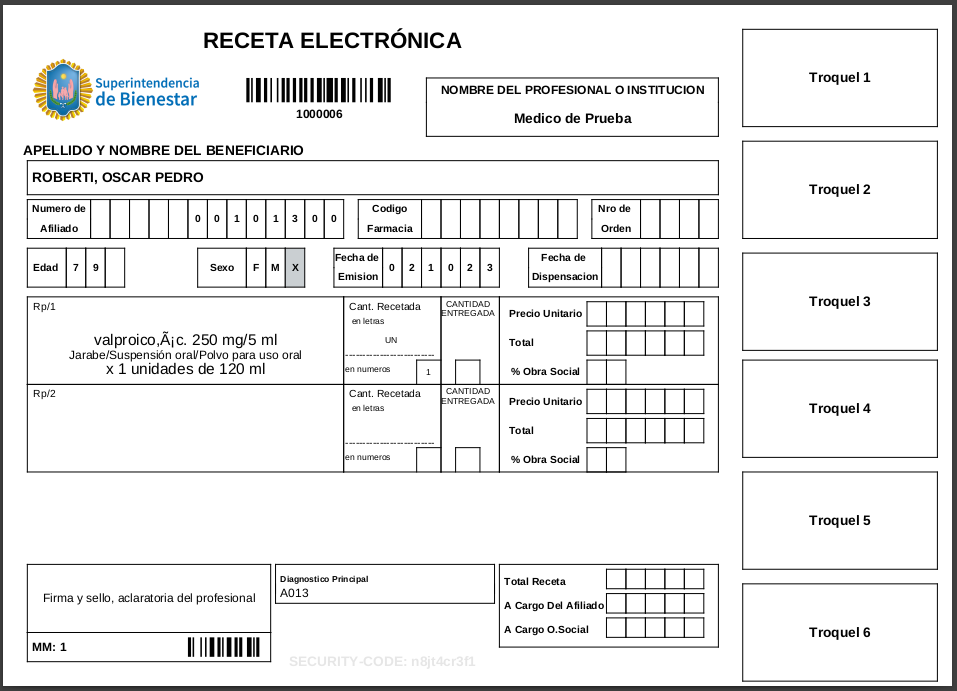 RECETA ELECTRÓNICA
Superintendencia
de Bienestar
1000006
NOMBRE DEL PROFESIONAL O INSTITUCION
Medico de Prueba
APELLIDO Y NOMBRE DEL BENEFICIARIO
ROBERTI, OSCAR PEDRO
Numero de Afiliado 0 0 1 0 1 3 0 0
Codigo Farmacia
Nro de Orden
Edad 7 9
Sexo F M X
Fecha de Emision 0 2 1 0 2 3
Fecha de Dispensacion
Rp/1
valproico,Ã¡c. 250 mg/5 ml
Jarabe/Suspensión oral/Polvo para uso oral
x 1 unidades de 120 ml
Cant. Recetada
en letras
UN
en numeros 1
CANTIDAD
ENTREGADA
Precio Unitario
Total
% Obra Social
Rp/2
Cant. Recetada
en letras
en numeros
CANTIDAD
ENTREGADA
Precio Unitario
Total
% Obra Social
Firma y sello, aclaratoria del profesional
MM: 1
Diagnostico Principal
A013
Total Receta
A Cargo Del Afiliado
A Cargo O.Social
SECURITY-CODE: n8jt4cr3f1
Troquel 1
Troquel 2
Troquel 3
Troquel 4
Troquel 5
Troquel 6